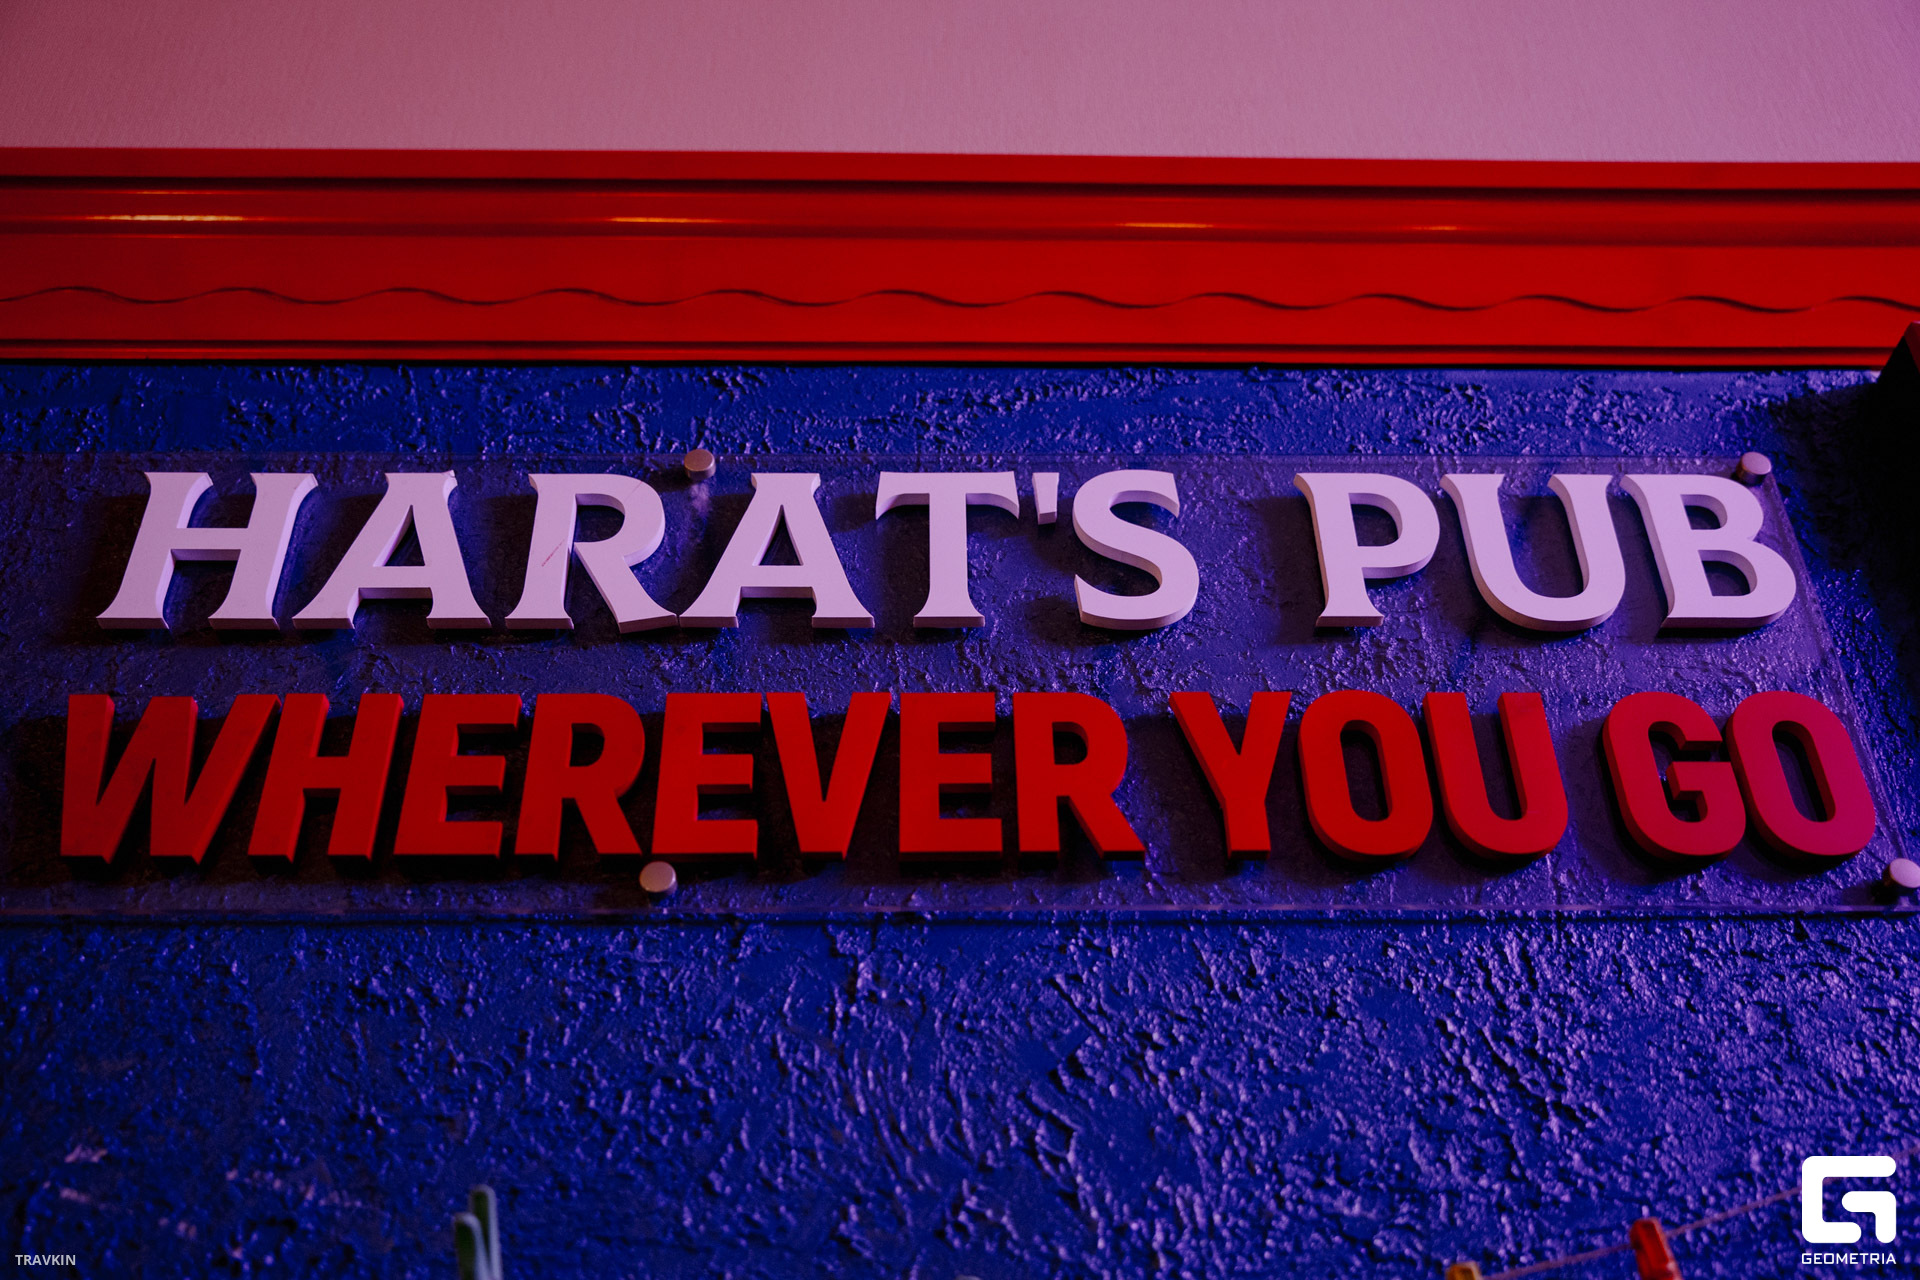 HARAT'S PUB
WHEREVER YOU GO
TRAVKIN
GEOMETRIA